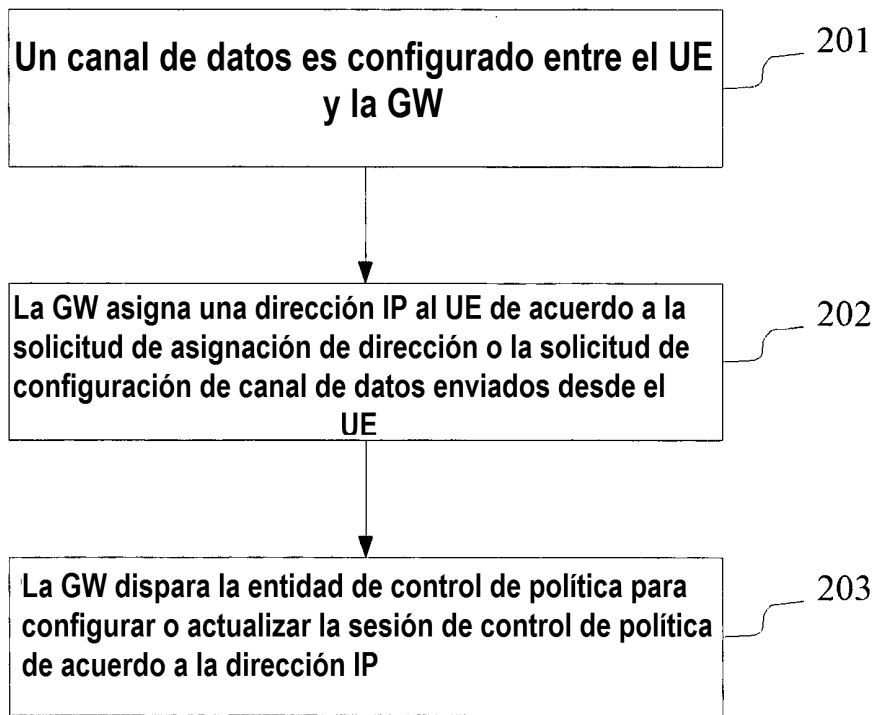 Un canal de datos es configurado entre el UE
y la GW
201
La GW asigna una dirección IP al UE de acuerdo a la
solicitud de asignación de dirección o la solicitud de
configuración de canal de datos enviados desde el
UE
202
La GW dispara la entidad de control de política para
configurar o actualizar la sesión de control de política
de acuerdo a la dirección IP
203